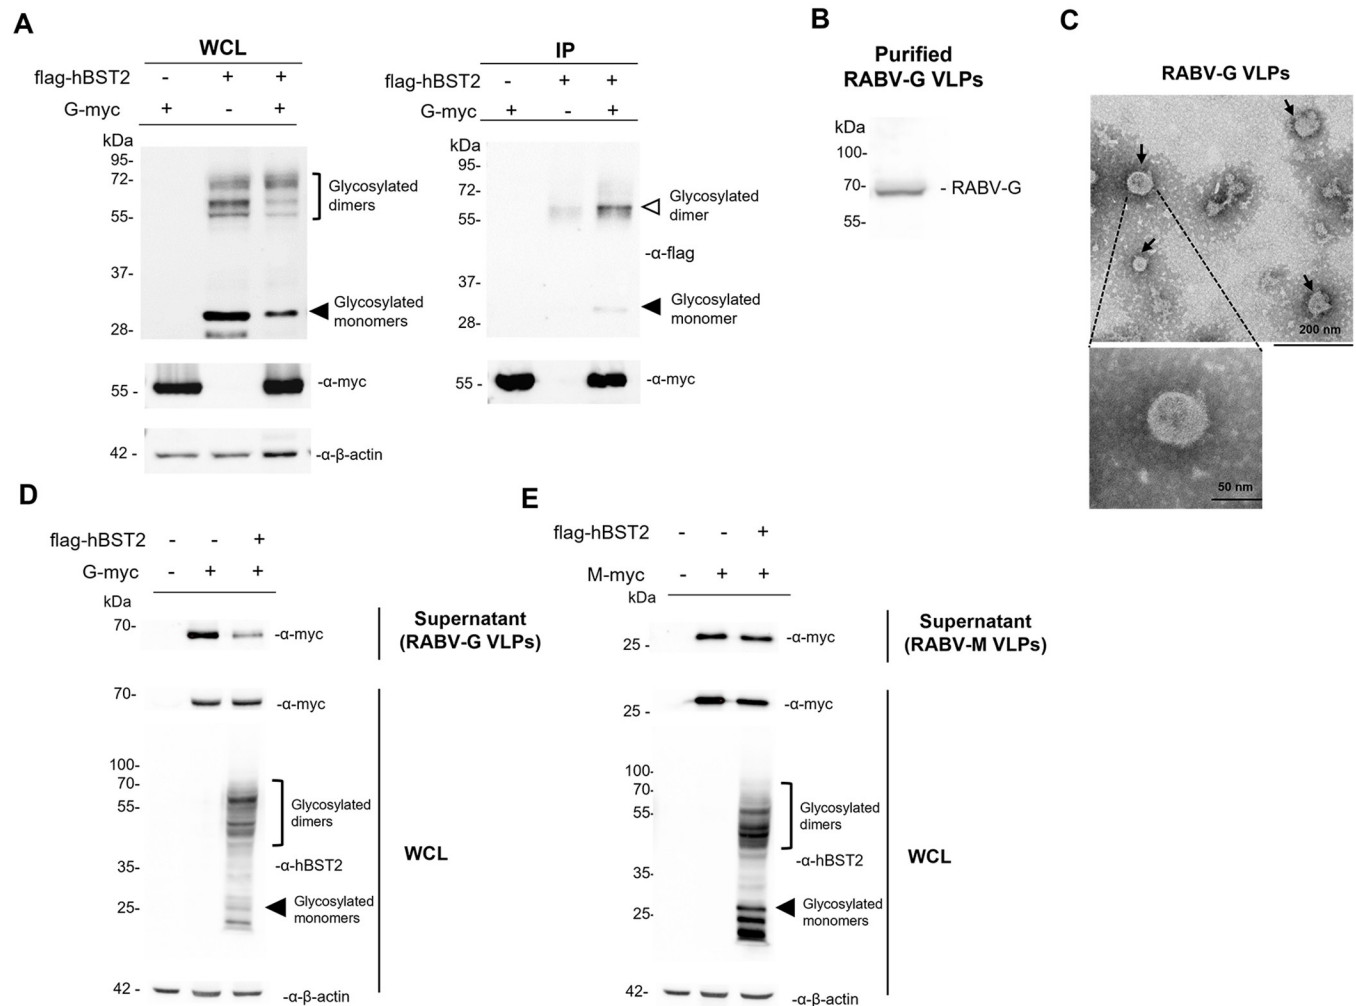 A
WCL
flag-hBST2 - + +
G-myc + - +
kDa
95-
72-
Glycosylated
dimers
55-
37-
Glycosylated
monomers
28-
55 -
-α-myc
42 -
-α-β-actin
IP
flag-hBST2 - + +
G-myc + - +
kDa
95-
72-
Glycosylated
dimer
55-
-α-flag
37-
Glycosylated
monomer
28-
55 -
-α-myc
B
Purified
RABV-G VLPs
kDa
100-
70-
- RABV-G
55-
C
RABV-G VLPs
200 nm
50 nm
D
flag-hBST2 - - +
G-myc - + +
kDa
70-
-α-myc
Supernatant
(RABV-G VLPs)
70-
-α-myc
100-
70-
55-
Glycosylated
dimers
-α-hBST2
WCL
35-
25-
Glycosylated
monomers
42 -
-α-β-actin
E
flag-hBST2 - - +
M-myc - + +
kDa
25 -
-α-myc
Supernatant
(RABV-M VLPs)
25 -
-α-myc
100-
70-
55-
Glycosylated
dimers
-α-hBST2
WCL
35-
25-
Glycosylated
monomers
42-
-α-β-actin